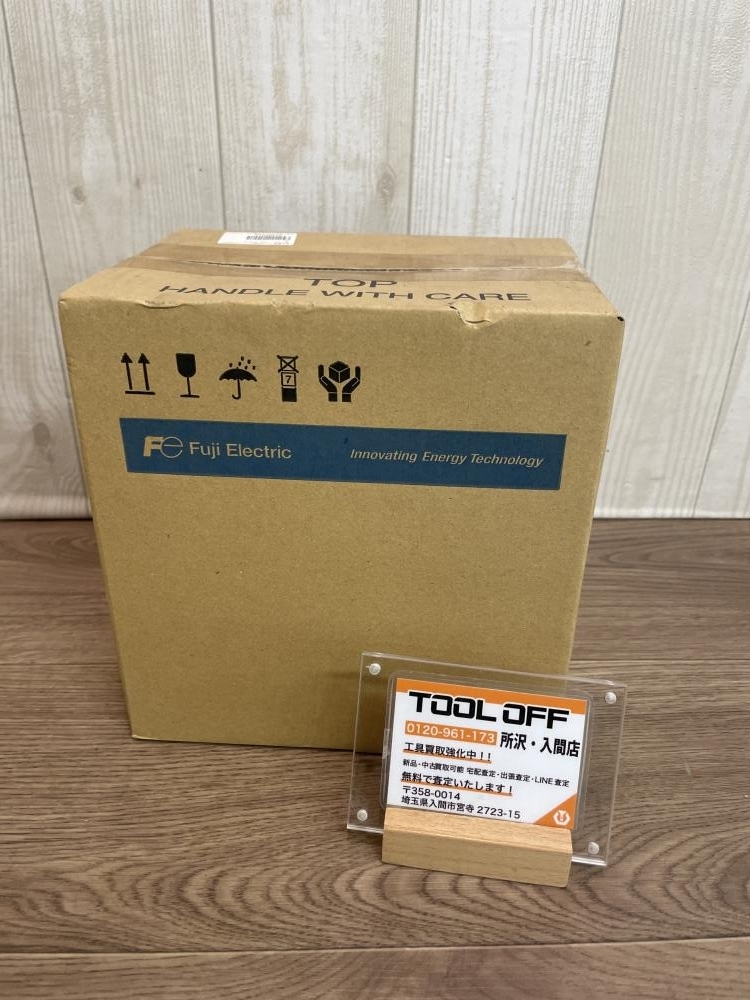 TOP
HANDLE WITH CARE
7
Fe Fuji Electric
Innovating Energy Technology
TOOL OFF
0120-961-173 所沢・入間店
工具買取強化中!!
新品・中古買取可能 宅配査定・出張査定・LINE査定
無料で査定いたします!
〒358-0014
埼玉県入間市宮寺 2723-15